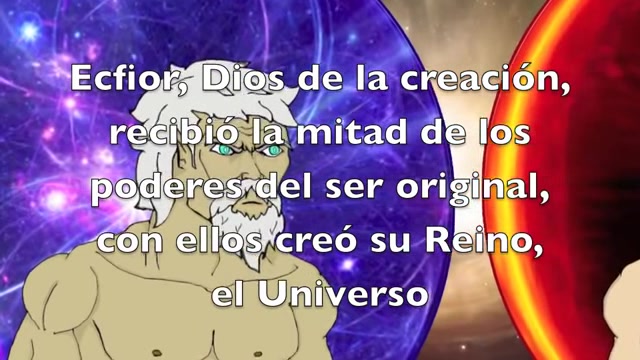 Ecfior, Dios de la creación,
recibió la mitad de los
poderes del ser original,
con ellos creó su Reino,
el Universo